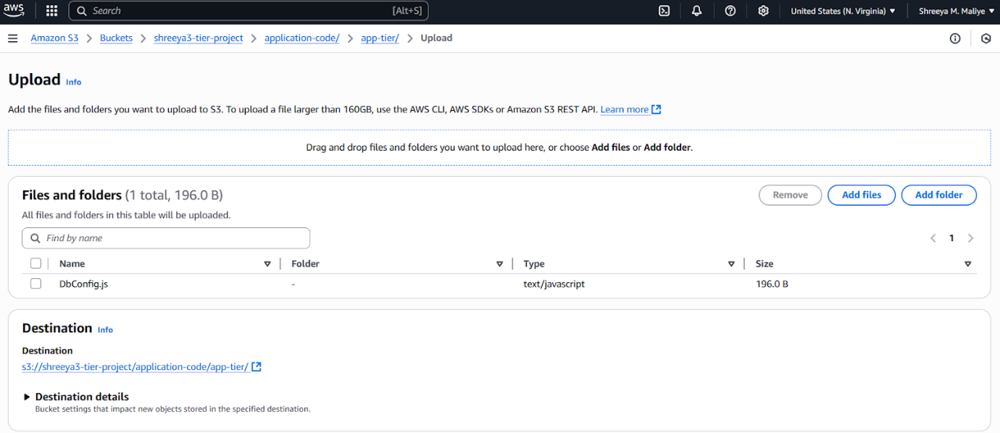 aws Search [Alt+S] United States (N. Virginia) Shreeya M. Maliye
Amazon S3 Buckets shreeya3-tier-project application-code/ app-tier/ Upload
Upload Info
Add the files and folders you want to upload to S3. To upload a file larger than 160GB, use the AWS CLI, AWS SDKs or Amazon S3 REST API. Learn more
Drag and drop files and folders you want to upload here, or choose Add files or Add folder.
Files and folders (1 total, 196.0 B) Remove Add files Add folder
All files and folders in this table will be uploaded.
Find by name 1
Name Folder Type Size
DbConfig.js - text/javascript 196.0 B
Destination Info
Destination
s3://shreeya3-tier-project/application-code/app-tier/
Destination details
Bucket settings that impact new objects stored in the specified destination.